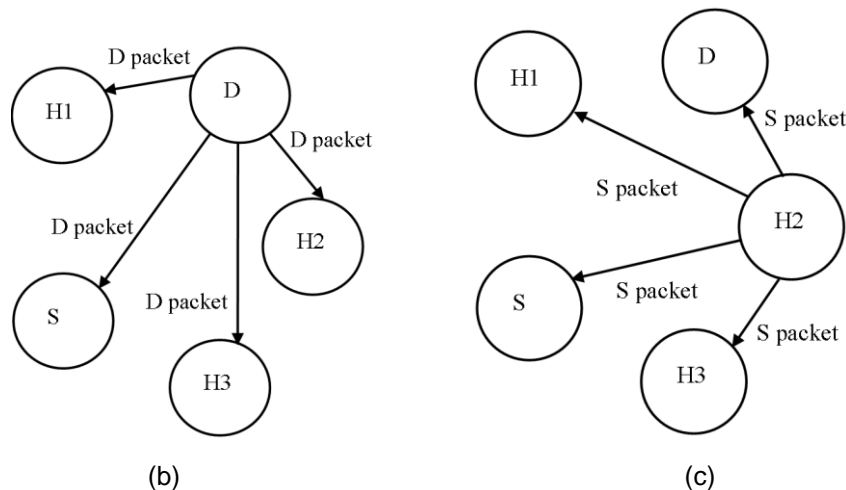 D packet
H1
D
D packet
D packet
H2
S
D packet
H3
(b)
H1
D
S packet
S packet
H2
S
S packet
S packet
H3
(c)